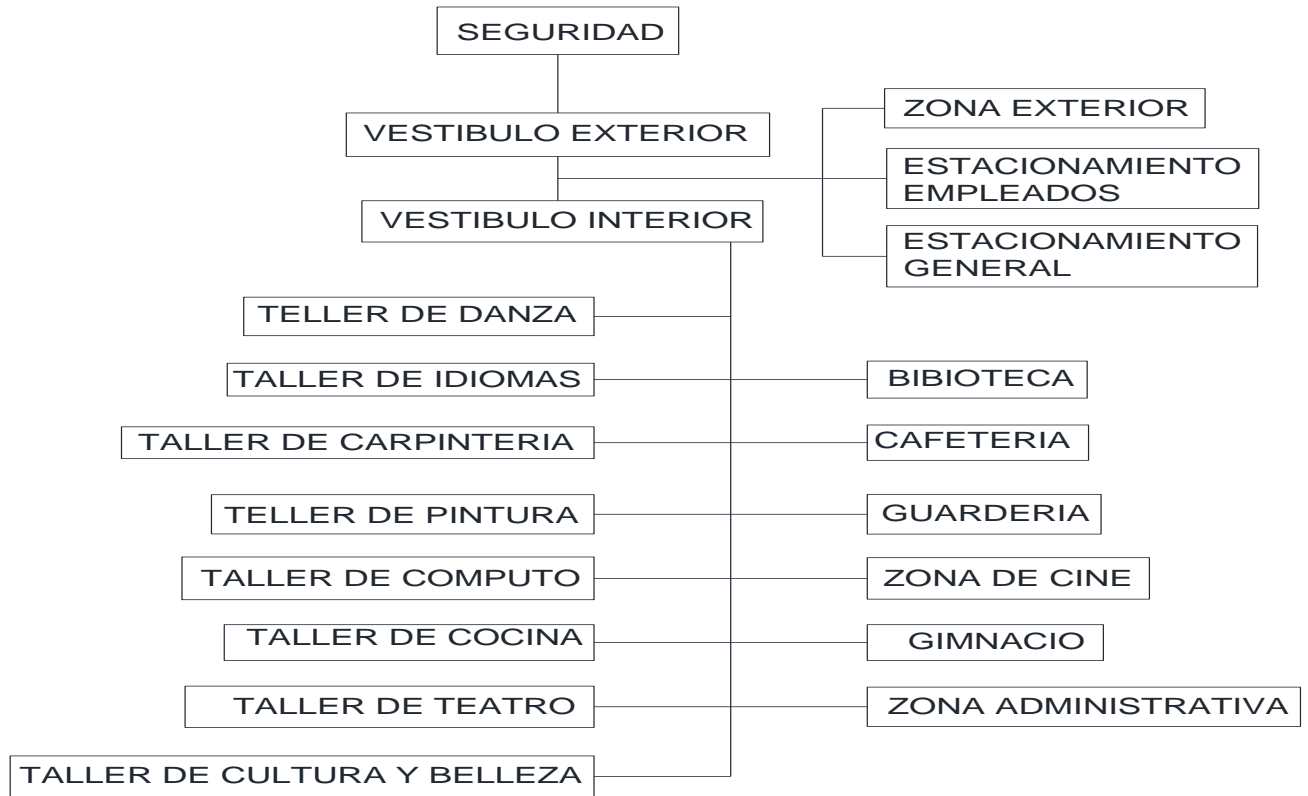 SEGURIDAD
VESTIBULO EXTERIOR
ZONA EXTERIOR
ESTACIONAMIENTO
EMPLEADOS
VESTIBULO INTERIOR
ESTACIONAMIENTO
GENERAL
TELLER DE DANZA
TALLER DE IDIOMAS
BIBIOTECA
TALLER DE CARPINTERIA
CAFETERIA
TELLER DE PINTURA
GUARDERIA
TALLER DE COMPUTO
ZONA DE CINE
TALLER DE COCINA
GIMNACIO
TALLER DE TEATRO
ZONA ADMINISTRATIVA
TALLER DE CULTURA Y BELLEZA